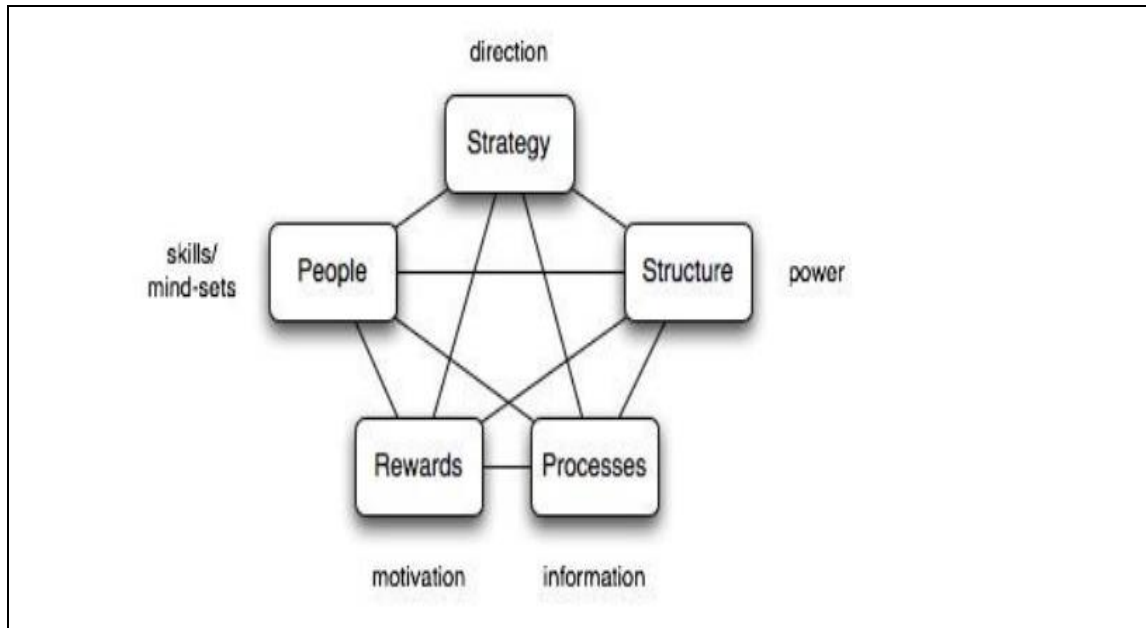 direction
Strategy
skills/
mind-sets
People
Structure
power
Rewards
Processes
motivation
information